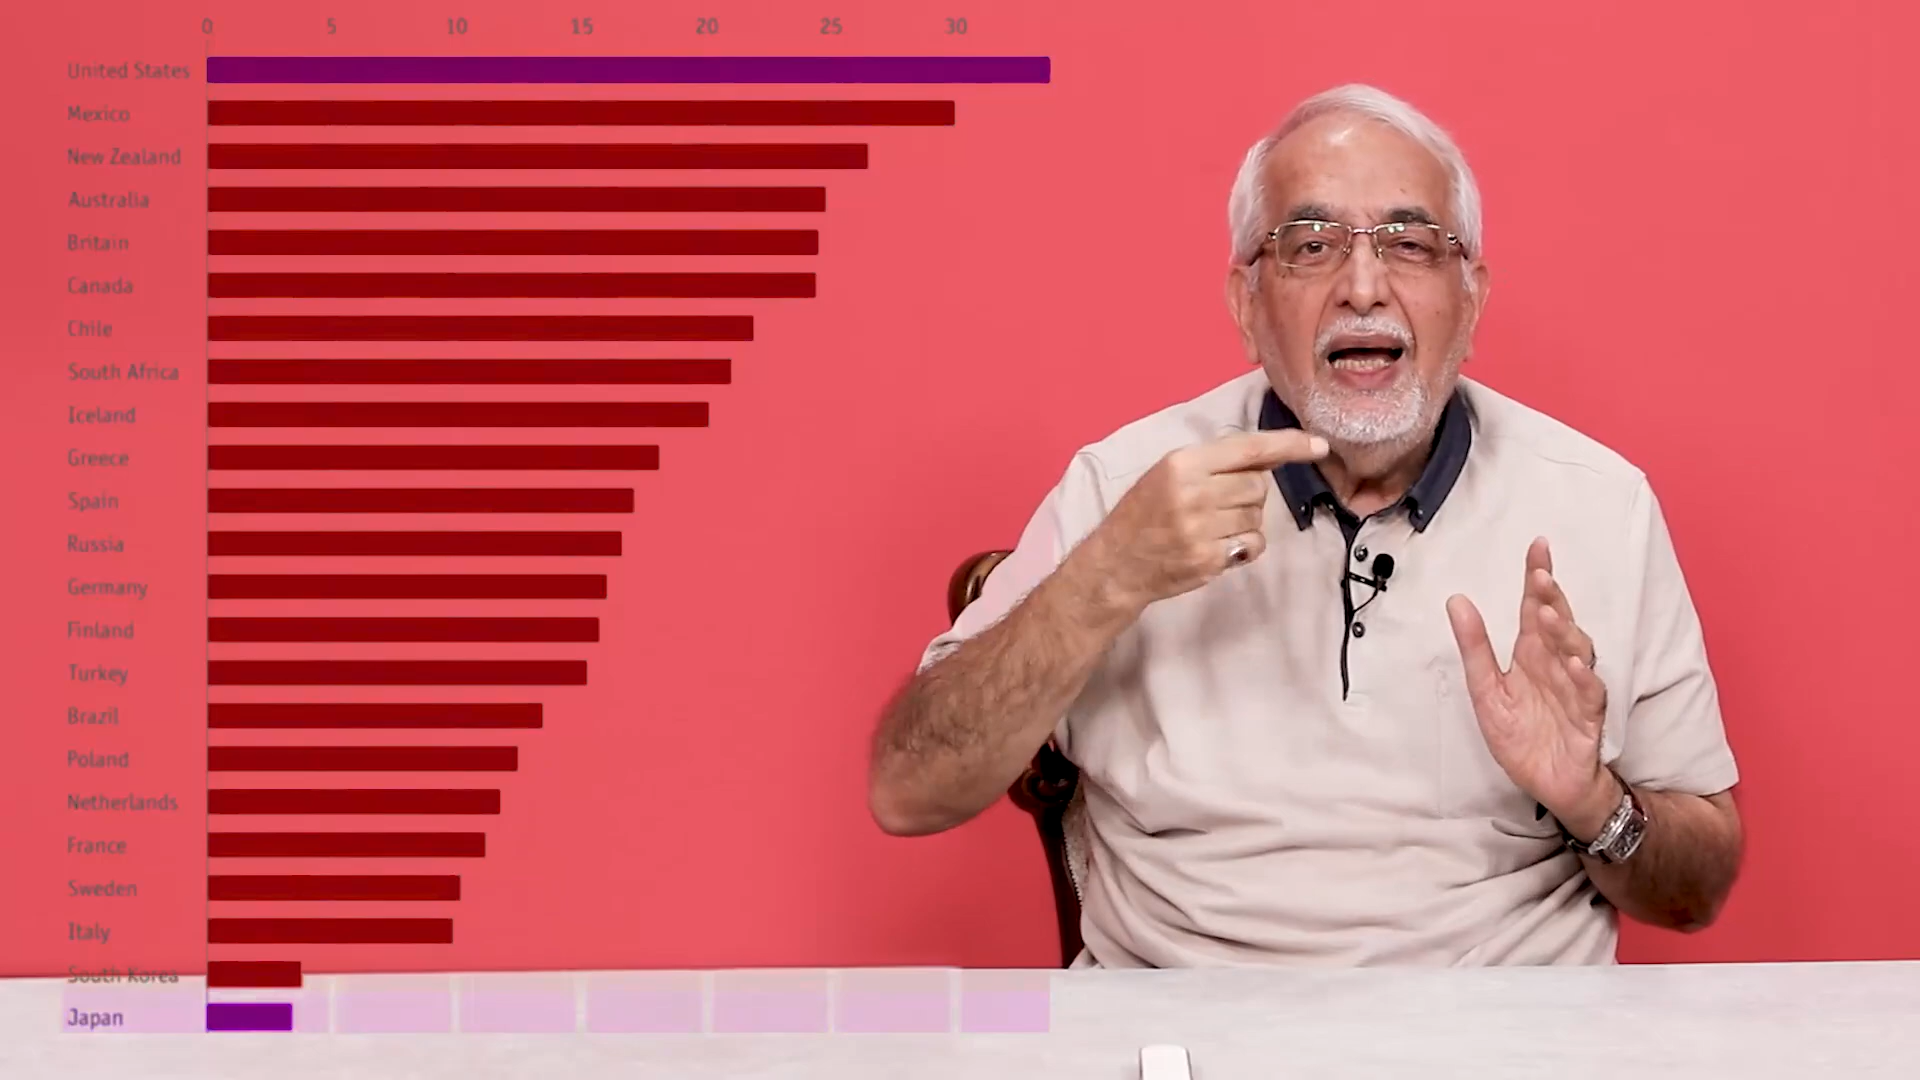 0 5 10 15 20 25 30
United States
Mexico
New Zealand
Australia
Britain
Canada
Chile
South Africa
Iceland
Greece
Spain
Russia
Germany
Finland
Turkey
Brazil
Poland
Netherlands
France
Sweden
Italy
South Korea
Japan